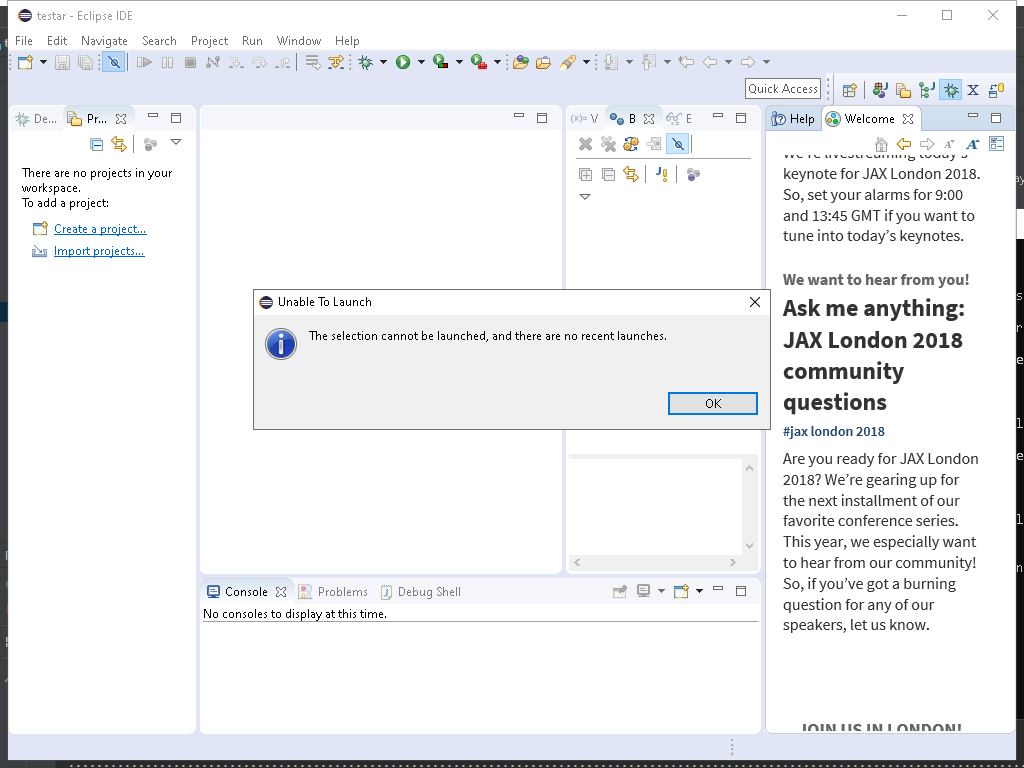 testar - Eclipse IDE
File Edit Navigate Search Project Run Window Help
Quick Access
De...
Pr...
There are no projects in your
workspace.
To add a project:
Create a project...
Import projects...
(x)= V
B
E
Help
Welcome
keynote for JAX London 2018.
So, set your alarms for 9:00
and 13:45 GMT if you want to
tune into today's keynotes.
We want to hear from you!
Ask me anything:
JAX London 2018
community
questions
#jax london 2018
Are you ready for JAX London
2018? We're gearing up for
the next installment of our
favorite conference series.
This year, we especially want
to hear from our community!
So, if you've got a burning
question for any of our
speakers, let us know.
JOIN US IN LONDON!
Unable To Launch
The selection cannot be launched, and there are no recent launches.
OK
Console
Problems
Debug Shell
No consoles to display at this time.